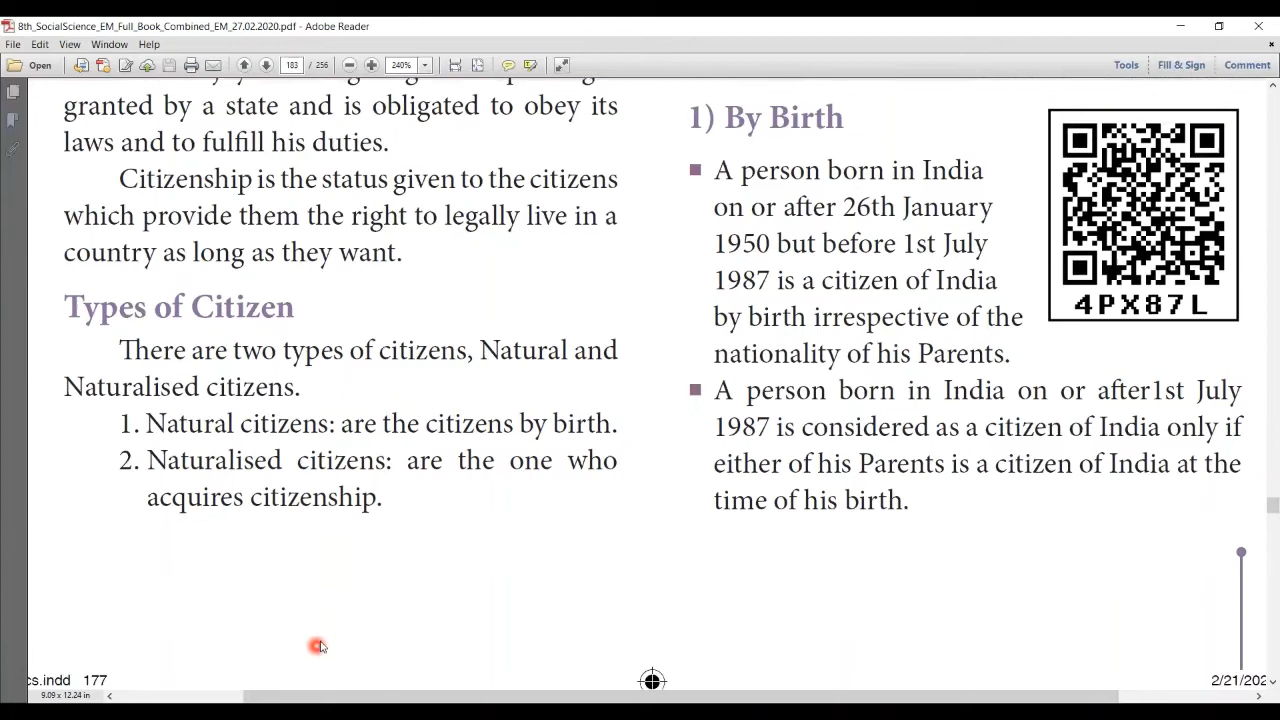 8th_SocialScience_EM_Full_Book_Combined_EM_27.02.2020.pdf - Adobe Reader
File Edit View Window Help
Open 183 / 256 240% Tools Fill & Sign Comment
granted by a state and is obligated to obey its
laws and to fulfill his duties.
Citizenship is the status given to the citizens
which provide them the right to legally live in a
country as long as they want.
Types of Citizen
There are two types of citizens, Natural and
Naturalised citizens.
1. Natural citizens: are the citizens by birth.
2. Naturalised citizens: are the one who
acquires citizenship.
1) By Birth
■ A person born in India
on or after 26th January
1950 but before 1st July
1987 is a citizen of India
by birth irrespective of the
nationality of his Parents.
■ A person born in India on or after1st July
1987 is considered as a citizen of India only if
either of his Parents is a citizen of India at the
time of his birth.
4PX87L
cs.indd 177
2/21/202
9.09 x 12.24 in